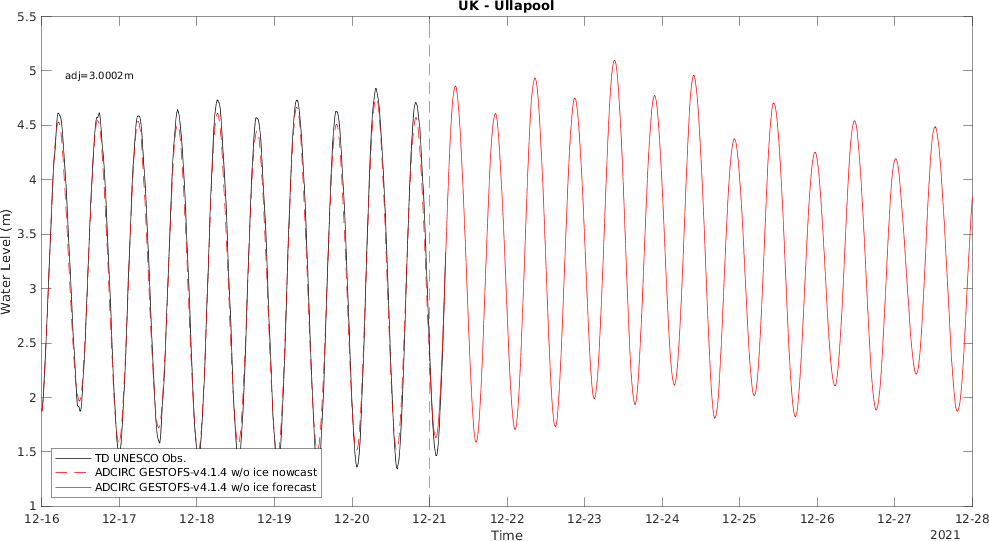 UK - Ullapool
5.5
5
4.5
4
3.5
3
2.5
2
1.5
1
Water Level (m)
adj=3.0002m
TD UNESCO Obs.
ADCIRC GESTOFS-v4.1.4 w/o ice nowcast
ADCIRC GESTOFS-v4.1.4 w/o ice forecast
12-16 12-17 12-18 12-19 12-20 12-21 12-22 12-23 12-24 12-25 12-26 12-27 12-28
Time
2021